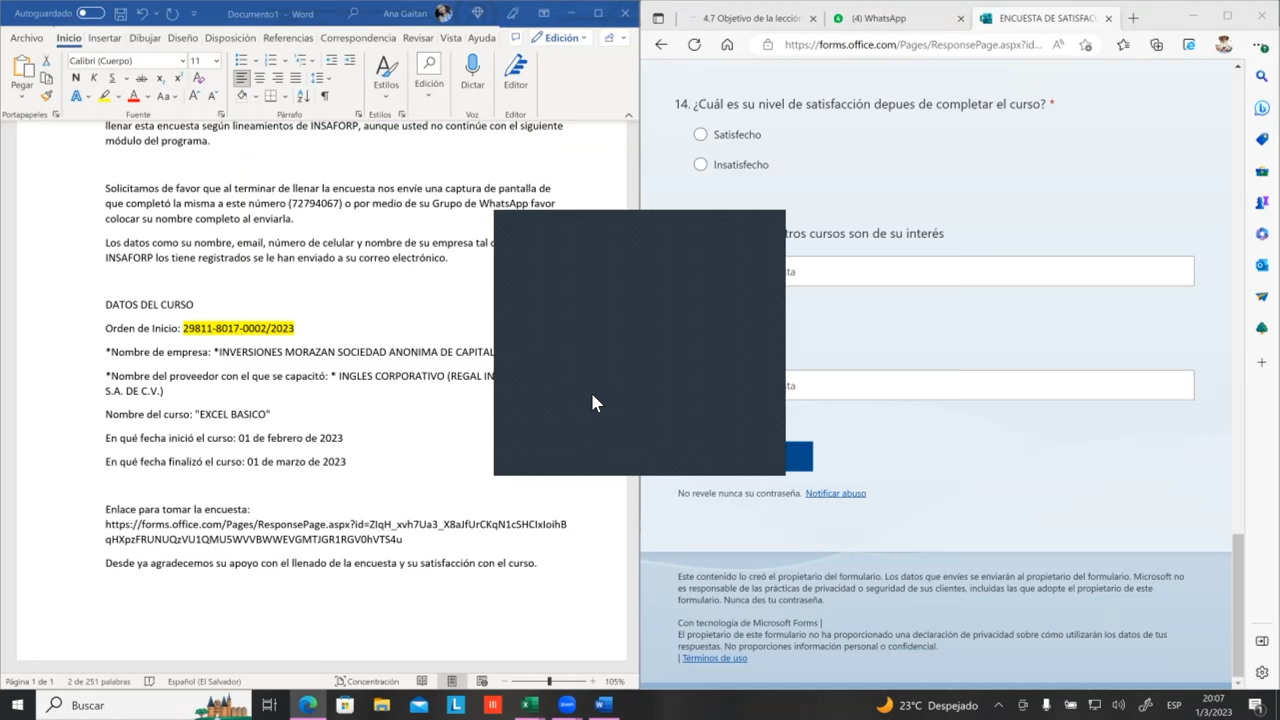 Autoguardado
Documento1 - Word
Ana Gaitan
Archivo
Inicio
Insertar
Dibujar
Diseño
Disposición
Referencias
Correspondencia
Revisar
Vista
Ayuda
Edición
Pegar
Calibri (Cuerpo)
11
N K S ab x₂ x²
A A Aa A A
Estilos
Edición
Dictar
Editor
Portapapeles
Fuente
Párrafo
Estilos
Voz
Editor
llenar esta encuesta según lineamientos de INSAFORP, aunque usted no continúe con el siguiente
módulo del programa.
Solicitamos de favor que al terminar de llenar la encuesta nos envíe una captura de pantalla de
que completó la misma a este número (72794067) o por medio de su Grupo de WhatsApp favor
colocar su nombre completo al enviarla.
Los datos como su nombre, email, número de celular y nombre de su empresa tal
INSAFORP los tiene registrados se le han enviado a su correo electrónico.
DATOS DEL CURSO
Orden de Inicio: 29811-8017-0002/2023
*Nombre de empresa: *INVERSIONES MORAZAN SOCIEDAD ANONIMA DE CAPITAL
*Nombre del proveedor con el que se capacitó: * INGLES CORPORATIVO (REGAL IN
S.A. DE C.V.)
Nombre del curso: "EXCEL BASICO"
En qué fecha inició el curso: 01 de febrero de 2023
En qué fecha finalizó el curso: 01 de marzo de 2023
Enlace para tomar la encuesta:
https://forms.office.com/Pages/ResponsePage.aspx?id=ZIqH_xvh7Ua3_X8aJfUrCKqN1cSHCIxIoihB
qHXpzFRUNUQzVU1QMU5WVVBWWEVGMTJGR1RGV0hVTS4u
Desde ya agradecemos su apoyo con el llenado de la encuesta y su satisfacción con el curso.
Página 1 de 1
2 de 251 palabras
Español (El Salvador)
Concentración
105%
4.7 Objetivo de la lecció
(4) WhatsApp
ENCUESTA DE SATISFAC
https://forms.office.com/Pages/ResponsePage.aspx?id...
14. ¿Cuál es su nivel de satisfacción depues de completar el curso? *
Satisfecho
Insatisfecho
tros cursos son de su interés
sta
sta
No revele nunca su contraseña. Notificar abuso
Este contenido lo creó el propietario del formulario. Los datos que envíes se enviarán al propietario del formulario. Microsoft no
es responsable de las prácticas de privacidad o seguridad de sus clientes, incluidas las que adopte el propietario de este
formulario. Nunca des tu contraseña.
Con tecnología de Microsoft Forms |
El propietario de este formulario no ha proporcionado una declaración de privacidad sobre cómo utilizarán los datos de tus
respuestas. No proporciones información personal o confidencial.
| Términos de uso
Buscar
23°C Despejado
ESP
20:07
1/3/2023